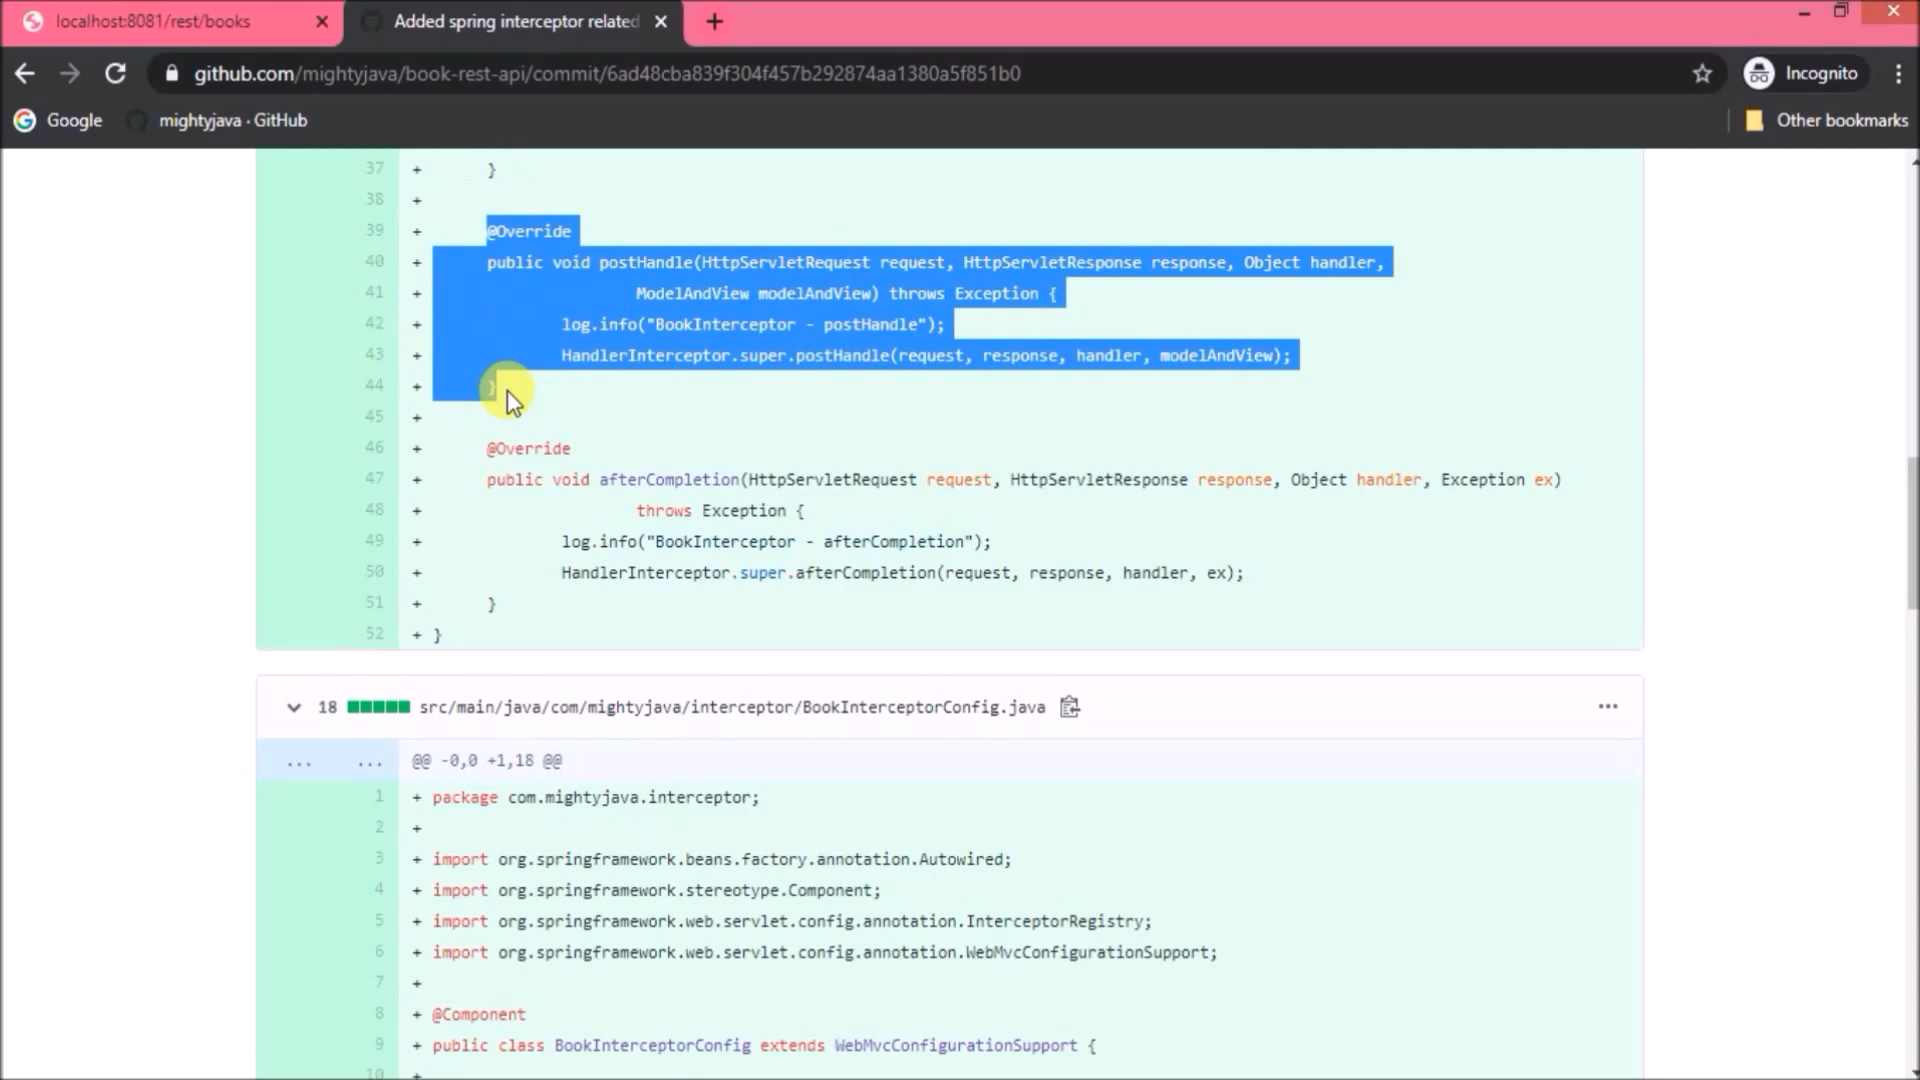 localhost:8081/rest/books
Added spring interceptor related
github.com/mightyjava/book-rest-api/commit/6ad48cba839f304f457b292874aa1380a5f851b0
Incognito
Google
mightyjava · GitHub
Other bookmarks
37 + }
38 +
39 + @Override
40 + public void postHandle(HttpServletRequest request, HttpServletResponse response, Object handler,
41 + ModelAndView modelAndView) throws Exception {
42 + log.info("BookInterceptor - postHandle");
43 + HandlerInterceptor.super.postHandle(request, response, handler, modelAndView);
44 + }
45 +
46 + @Override
47 + public void afterCompletion(HttpServletRequest request, HttpServletResponse response, Object handler, Exception ex)
48 + throws Exception {
49 + log.info("BookInterceptor - afterCompletion");
50 + HandlerInterceptor.super.afterCompletion(request, response, handler, ex);
51 + }
52 + }
18 src/main/java/com/mightyjava/interceptor/BookInterceptorConfig.java
... ... @@ -0,0 +1,18 @@
1 + package com.mightyjava.interceptor;
2 +
3 + import org.springframework.beans.factory.annotation.Autowired;
4 + import org.springframework.stereotype.Component;
5 + import org.springframework.web.servlet.config.annotation.InterceptorRegistry;
6 + import org.springframework.web.servlet.config.annotation.WebMvcConfigurationSupport;
7 +
8 + @Component
9 + public class BookInterceptorConfig extends WebMvcConfigurationSupport {
10 +